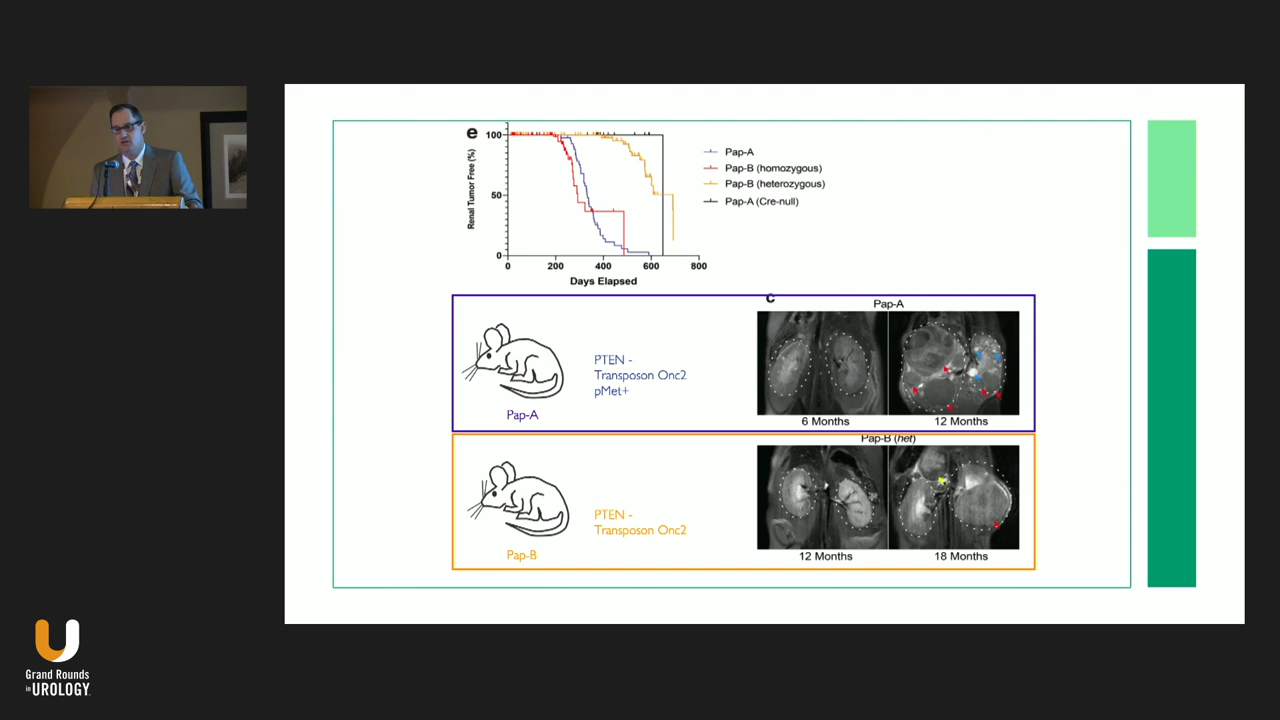 e
Renal Tumor Free (%)
100
50
0
0 200 400 600 800
Days Elapsed
Pap-A
Pap-B (homozygous)
Pap-B (heterozygous)
Pap-A (Cre-null)
c
Pap-A
PTEN -
Transposon Onc2
pMet+
Pap-A
6 Months
12 Months
Pap-B (het)
PTEN -
Transposon Onc2
Pap-B
12 Months
18 Months
Grand Rounds
in UROLOGY